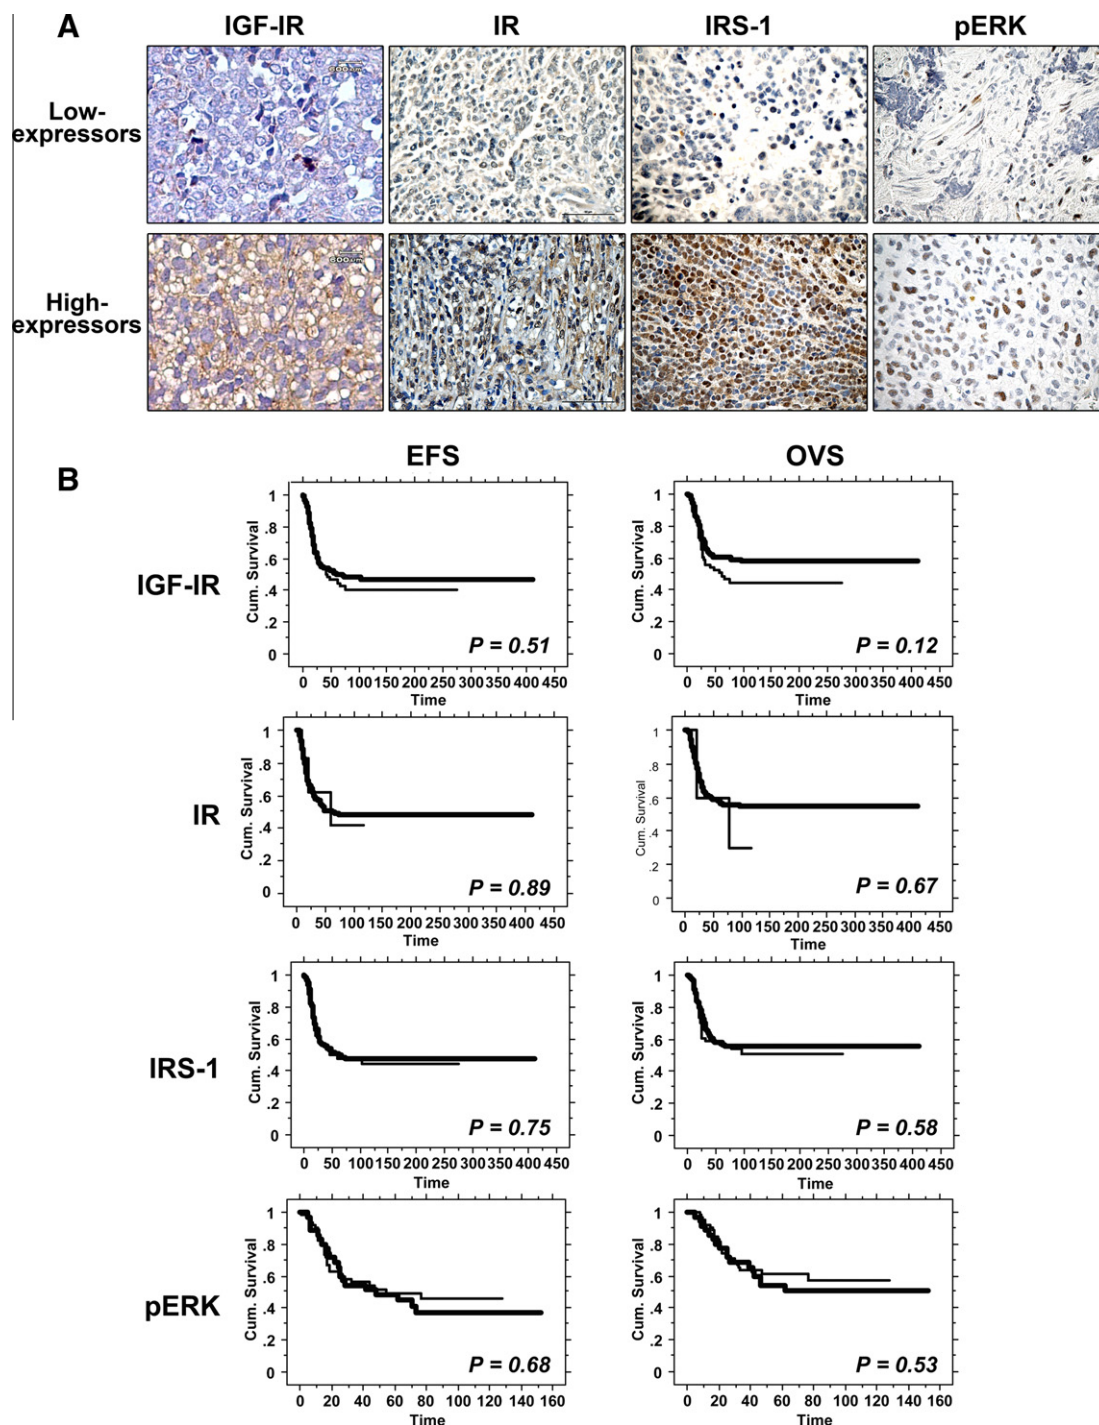 A
IGF-IR IR IRS-1 pERK
Low-
expressors
High-
expressors
B
EFS OVS
IGF-IR
Cum. Survival
1
.8
.6
.4
.2
0
0 50 100 150 200 250 300 350 400 450
Time
P = 0.51
Cum. Survival
1
.8
.6
.4
.2
0
0 50 100 150 200 250 300 350 400 450
Time
P = 0.12
IR
Cum. Survival
1
.8
.6
.4
.2
0
0 50 100 150 200 250 300 350 400 450
Time
P = 0.89
Cum. Survival
1
.8
.6
.4
.2
0
0 50 100 150 200 250 300 350 400 450
Time
P = 0.67
IRS-1
Cum. Survival
1
.8
.6
.4
.2
0
0 50 100 150 200 250 300 350 400 450
Time
P = 0.75
Cum. Survival
1
.8
.6
.4
.2
0
0 50 100 150 200 250 300 350 400 450
Time
P = 0.58
pERK
Cum. Survival
1
.8
.6
.4
.2
0
0 20 40 60 80 100 120 140 160
Time
P = 0.68
Cum. Survival
1
.8
.6
.4
.2
0
0 20 40 60 80 100 120 140 160
Time
P = 0.53